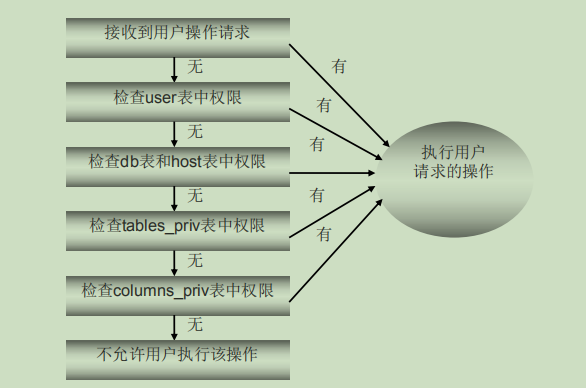 接收到用户操作请求
无
有
检查user表中权限
有
无
有
检查db表和host表中权限
执行用户
请求的操作
无
有
检查tables_priv表中权限
有
无
检查columns_priv表中权限
无
不允许用户执行该操作